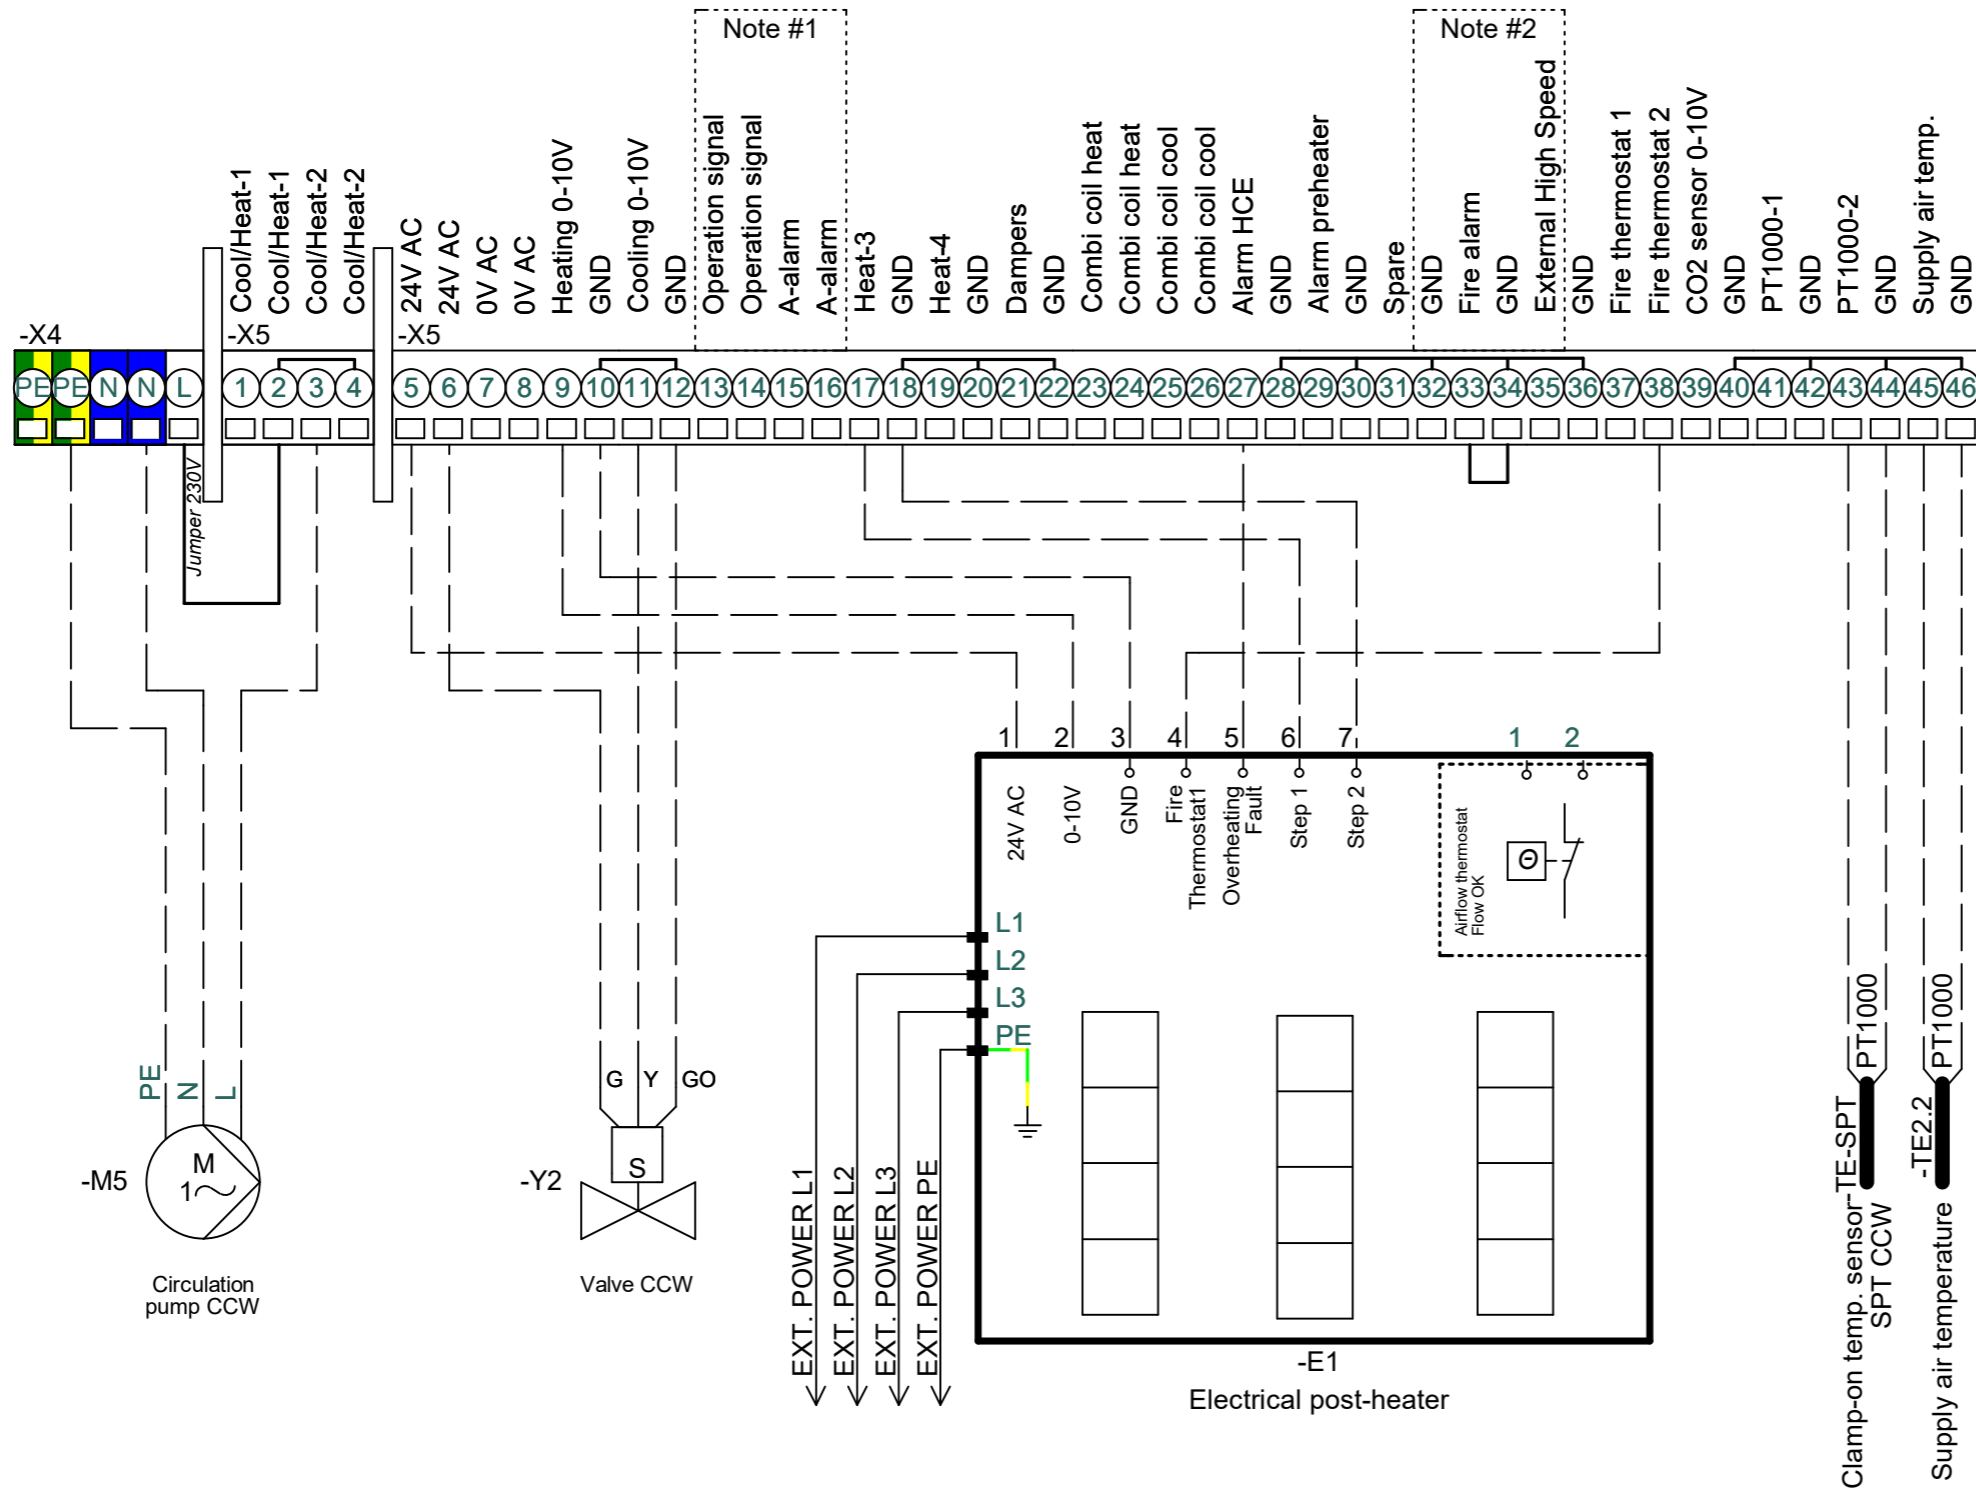 Note #1
Note #2
Cool/Heat-1
Cool/Heat-1
Cool/Heat-2
Cool/Heat-2
24V AC
24V AC
0V AC
0V AC
Heating 0-10V
GND
Cooling 0-10V
GND
Operation signal
Operation signal
A-alarm
A-alarm
Heat-3
GND
Heat-4
GND
Dampers
GND
Combi coil heat
Combi coil heat
Combi coil cool
Combi coil cool
Alarm HCE
GND
Alarm preheater
GND
Spare
GND
Fire alarm
GND
External High Speed
GND
Fire thermostat 1
Fire thermostat 2
CO2 sensor 0-10V
GND
PT1000-1
GND
PT1000-2
GND
Supply air temp.
GND
-X4
-X5
-X5
PE PE N N L 1 2 3 4 5 6 7 8 9 10 11 12 13 14 15 16 17 18 19 20 21 22 23 24 25 26 27 28 29 30 31 32 33 34 35 36 37 38 39 40 41 42 43 44 45 46
Jumper 230V
1 2 3 4 5 6 7 1 2
24V AC
0-10V
GND
Fire
Thermostat1
Overheating
Fault
Step 1
Step 2
Airflow thermostat
Flow OK
Θ
L1
L2
L3
PE
PE
N
L
M
1
-M5
Circulation
pump CCW
G Y GO
S
-Y2
Valve CCW
EXT. POWER L1
EXT. POWER L2
EXT. POWER L3
EXT. POWER PE
-E1
Electrical post-heater
PT1000
PT1000
-TE-SPT
Clamp-on temp. sensor
SPT CCW
-TE2.2
Supply air temperature